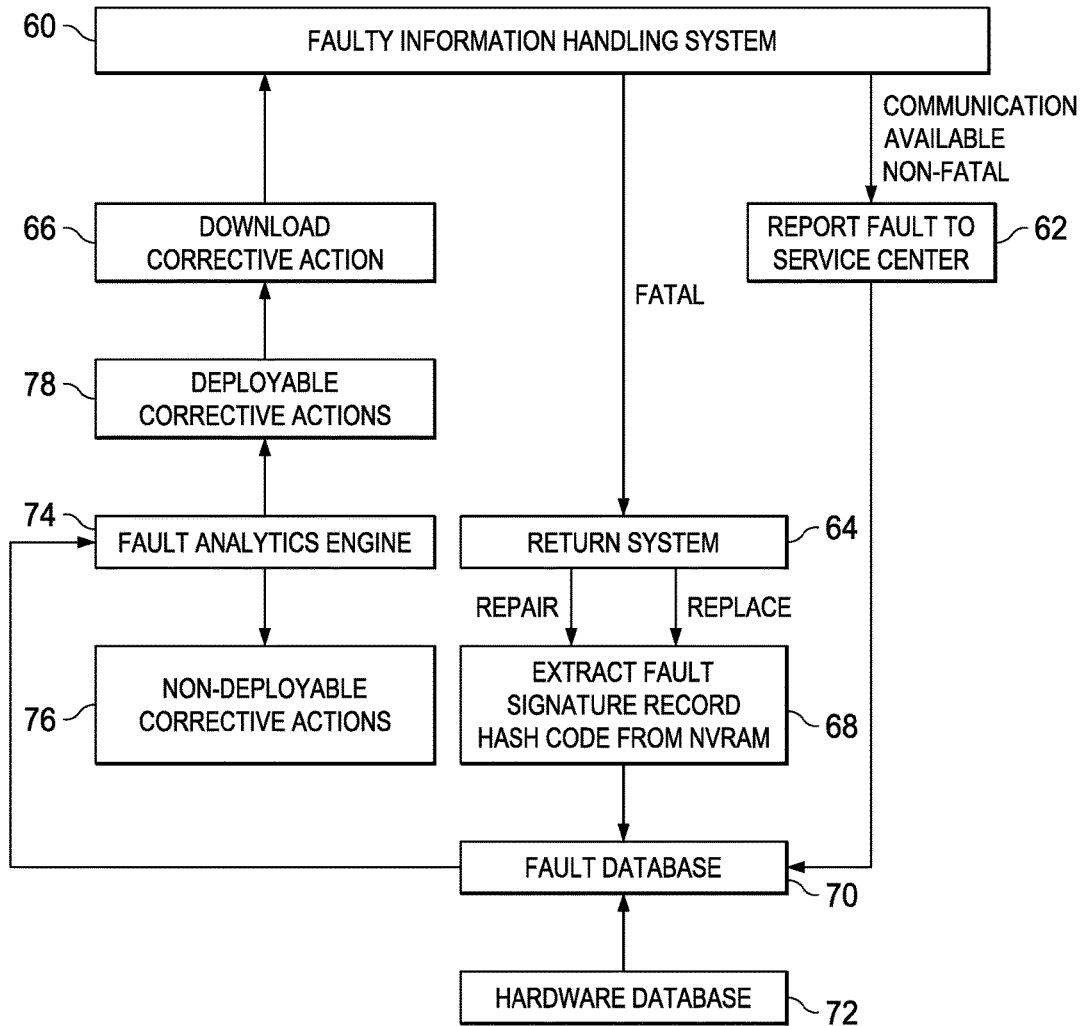 60
FAULTY INFORMATION HANDLING SYSTEM
COMMUNICATION
AVAILABLE
NON-FATAL
66
DOWNLOAD
CORRECTIVE ACTION
REPORT FAULT TO
SERVICE CENTER
62
FATAL
78
DEPLOYABLE
CORRECTIVE ACTIONS
74
FAULT ANALYTICS ENGINE
RETURN SYSTEM
64
REPAIR
REPLACE
76
NON-DEPLOYABLE
CORRECTIVE ACTIONS
EXTRACT FAULT
SIGNATURE RECORD
HASH CODE FROM NVRAM
68
FAULT DATABASE
70
HARDWARE DATABASE
72